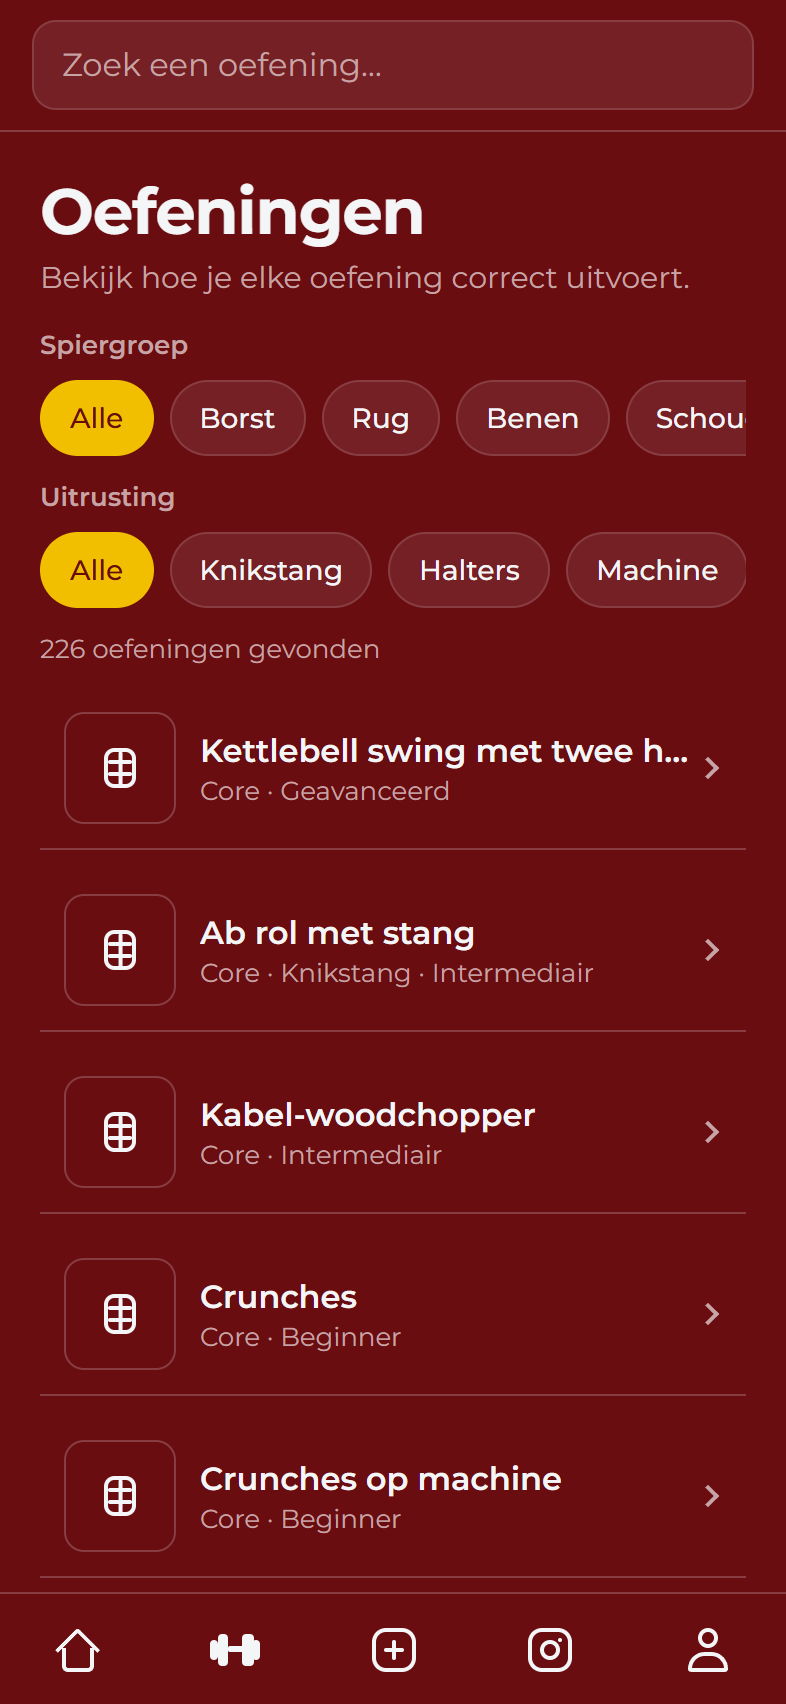 Zoek een oefening...
Oefeningen
Bekijk hoe je elke oefening correct uitvoert.
Spiergroep
Alle Borst Rug Benen Schou
Uitrusting
Alle Knikstang Halters Machine
226 oefeningen gevonden
Kettlebell swing met twee h...
Core · Geavanceerd
Ab rol met stang
Core · Knikstang · Intermediair
Kabel-woodchopper
Core · Intermediair
Crunches
Core · Beginner
Crunches op machine
Core · Beginner